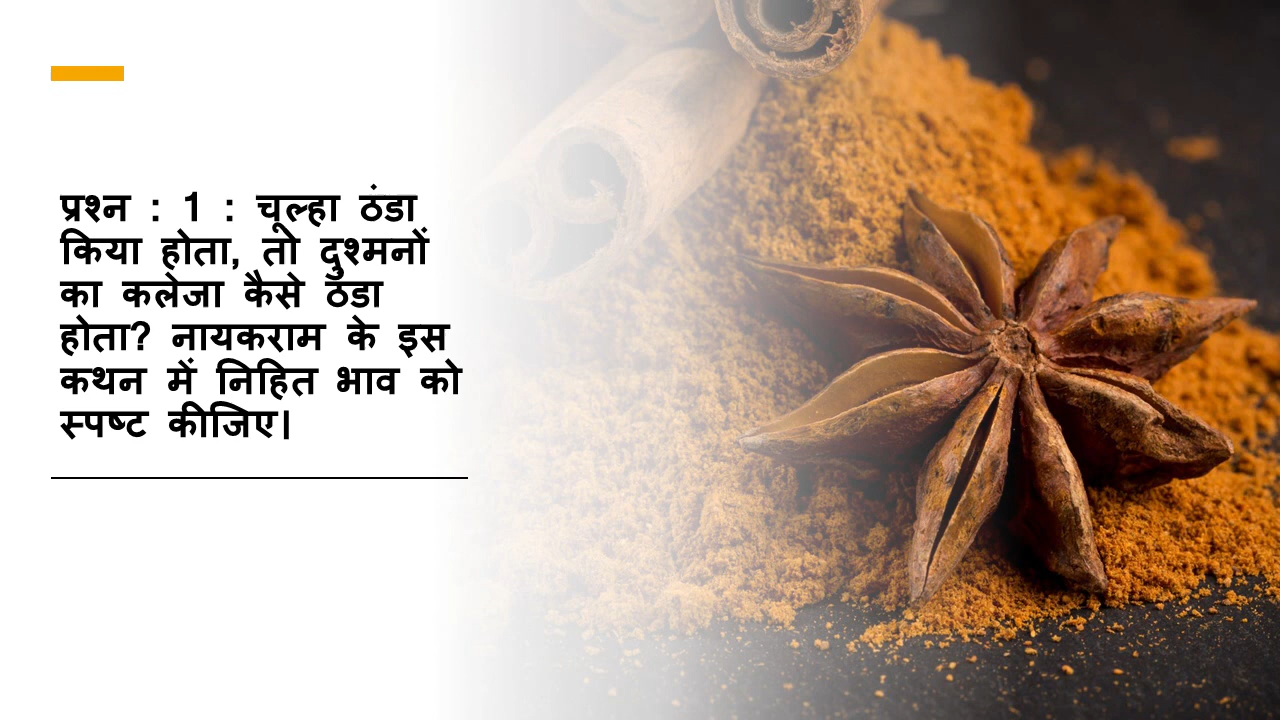 प्रश्न : 1 : चूल्हा ठंडा
किया होता, तो दुश्मनों
का कलेजा कैसे ठंडा
होता? नायकराम के इस
कथन में निहित भाव को
स्पष्ट कीजिए।